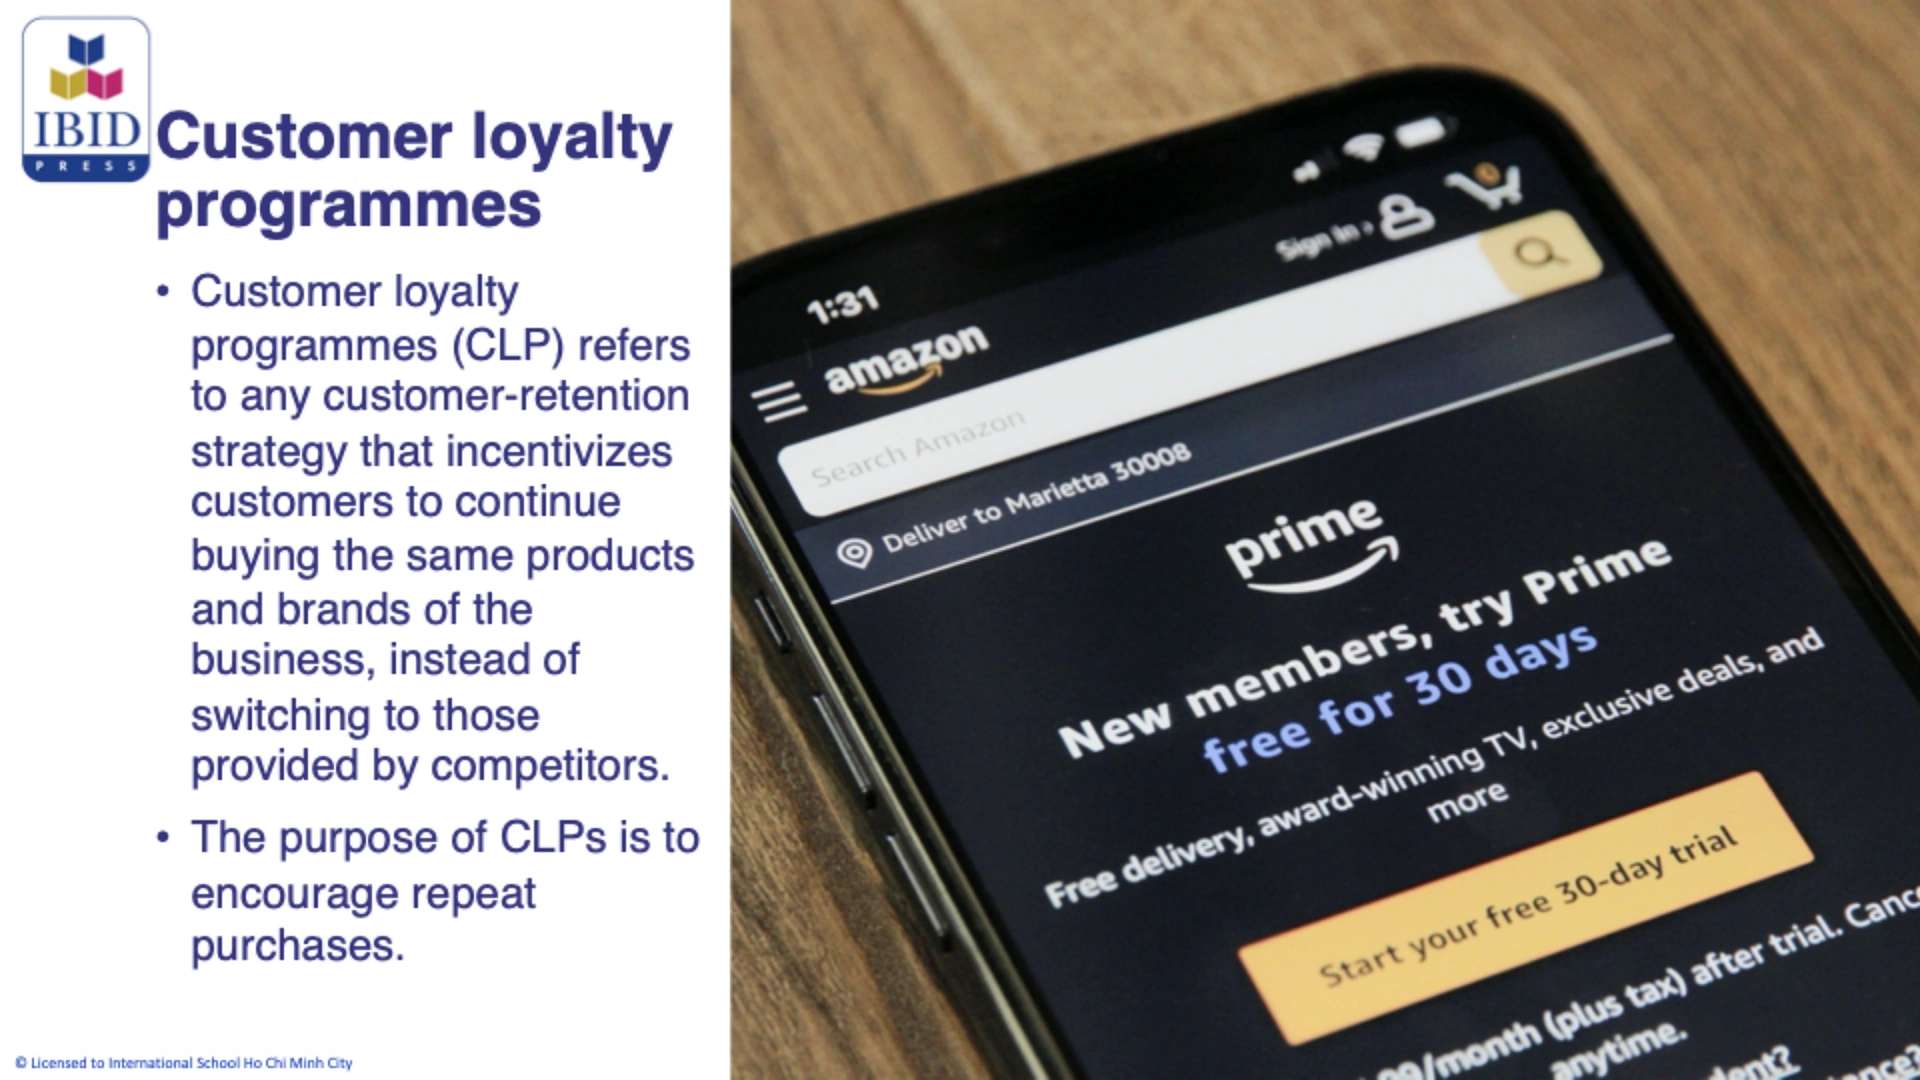 IBID
PRESS
Customer loyalty
programmes
• Customer loyalty
programmes (CLP) refers
to any customer-retention
strategy that incentivizes
customers to continue
buying the same products
and brands of the
business, instead of
switching to those
provided by competitors.
• The purpose of CLPs is to
encourage repeat
purchases.
© Licensed to International School Ho Chi Minh City
1:31
Sign in ›
0
amazon
Search Amazon
Deliver to Marietta 30008
prime
New members, try Prime
free for 30 days
Free delivery, award-winning TV, exclusive deals, and
more
Start your free 30-day trial
/month (plus tax) after trial.
anytime.